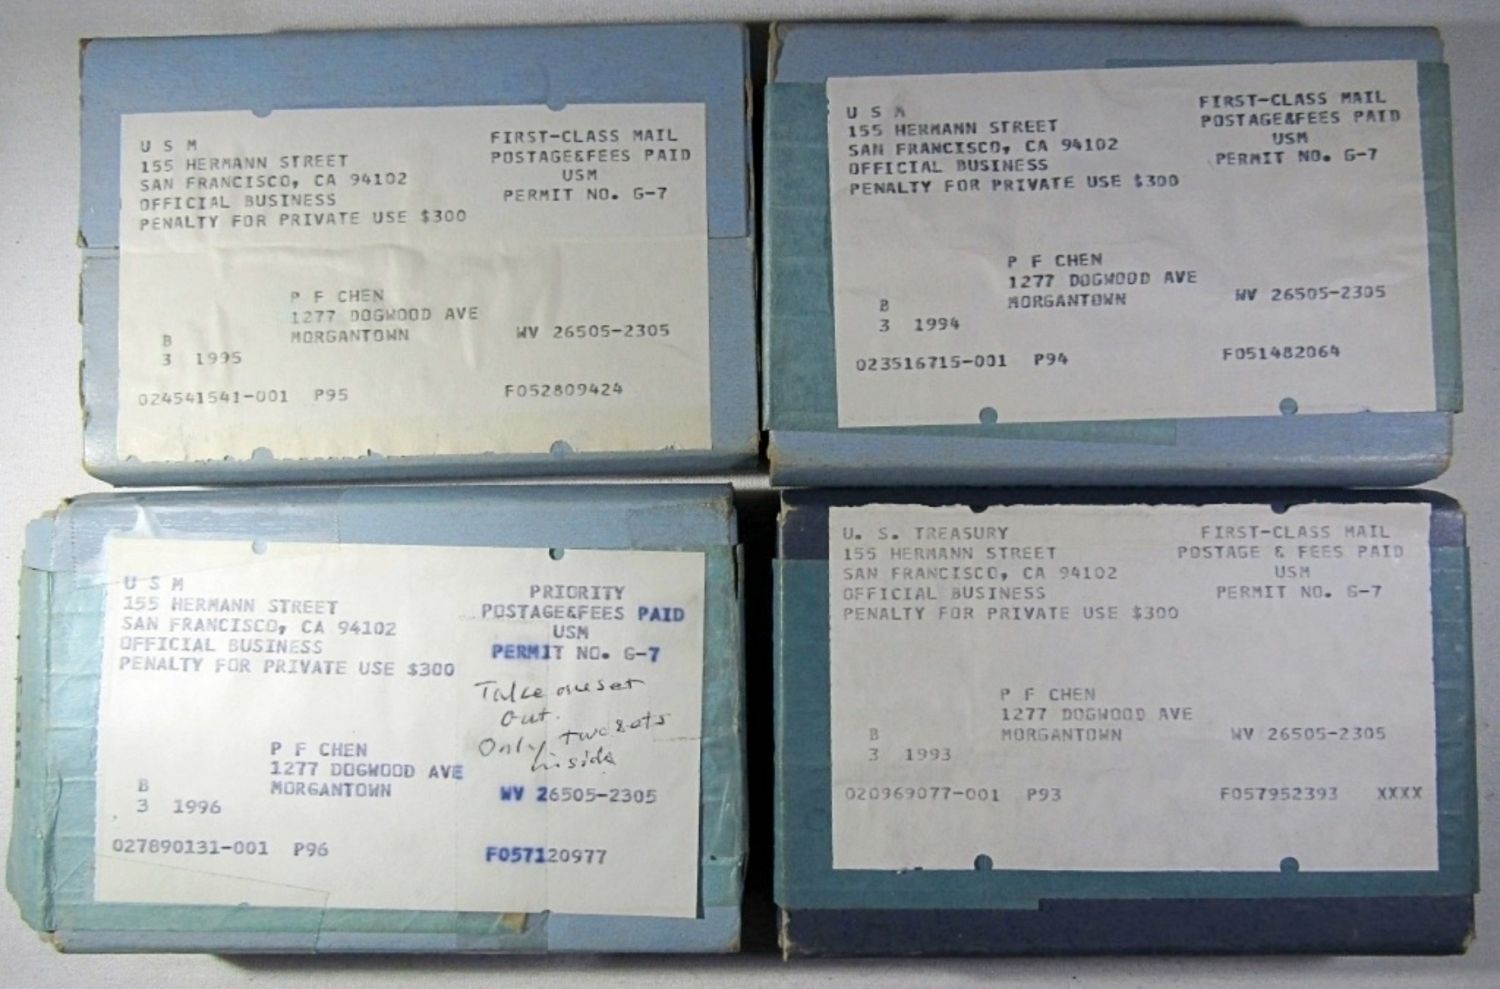 U S M
155 HERMANN STREET
SAN FRANCISCO, CA 94102
OFFICIAL BUSINESS
PENALTY FOR PRIVATE USE $300
FIRST-CLASS MAIL
POSTAGE&FEES PAID
USM
PERMIT NO. G-7
P F CHEN
1277 DOGWOOD AVE
MORGANTOWN WV 26505-2305
B
3 1995
024541541-001 P95 F052809424
U S M
155 HERMANN STREET
SAN FRANCISCO, CA 94102
OFFICIAL BUSINESS
PENALTY FOR PRIVATE USE $300
FIRST-CLASS MAIL
POSTAGE&FEES PAID
USM
PERMIT NO. G-7
P F CHEN
1277 DOGWOOD AVE
MORGANTOWN WV 26505-2305
B
3 1994
023516715-001 P94 F051482064
U S M
155 HERMANN STREET
SAN FRANCISCO, CA 94102
OFFICIAL BUSINESS
PENALTY FOR PRIVATE USE $300
PRIORITY
POSTAGE&FEES PAID
USM
PERMIT NO. G-7
Take one set
out.
Only two sets
inside
P F CHEN
1277 DOGWOOD AVE
MORGANTOWN WV 26505-2305
B
3 1996
027890131-001 P96 F057120977
U. S. TREASURY
155 HERMANN STREET
SAN FRANCISCO, CA 94102
OFFICIAL BUSINESS
PENALTY FOR PRIVATE USE $300
FIRST-CLASS MAIL
POSTAGE & FEES PAID
USM
PERMIT NO. G-7
P F CHEN
1277 DOGWOOD AVE
MORGANTOWN WV 26505-2305
B
3 1993
020969077-001 P93 F057952393 XXXX